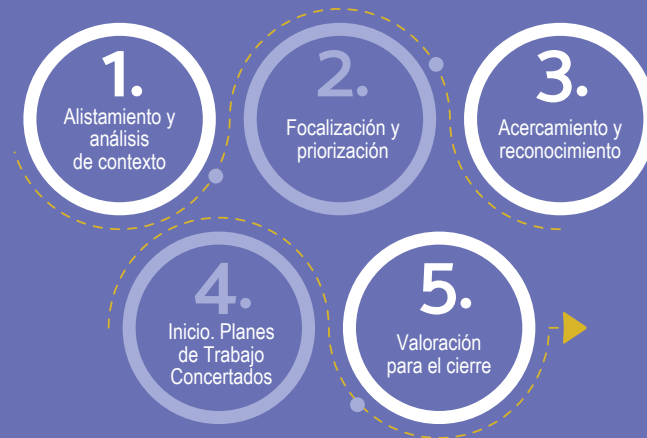 1.
Alistamiento y
análisis
de contexto
2.
Focalización y
priorización
3.
Acercamiento y
reconocimiento
4.
Inicio. Planes
de Trabajo
Concertados
5.
Valoración
para el cierre